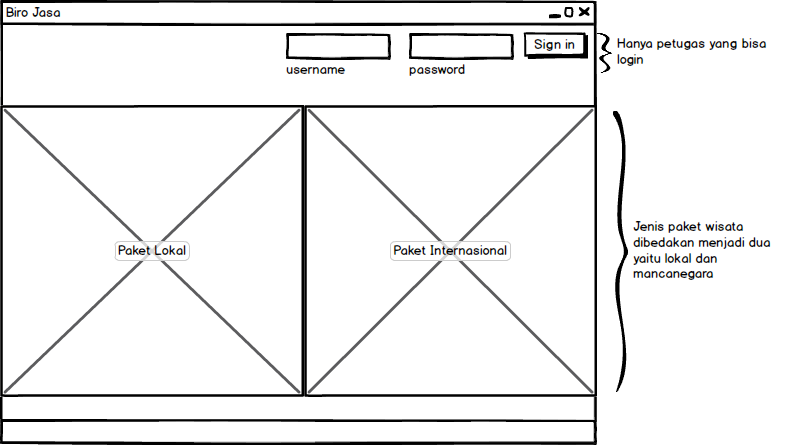 Biro Jasa
Sign in
username
password
Hanya petugas yang bisa
login
Paket Lokal
Paket Internasional
Jenis paket wisata
dibedakan menjadi dua
yaitu lokal dan
mancanegara